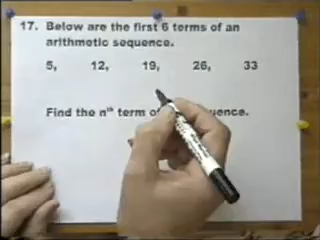 17. Below are the first 6 terms of an
arithmetic sequence.
5, 12, 19, 26, 33
Find the nth term